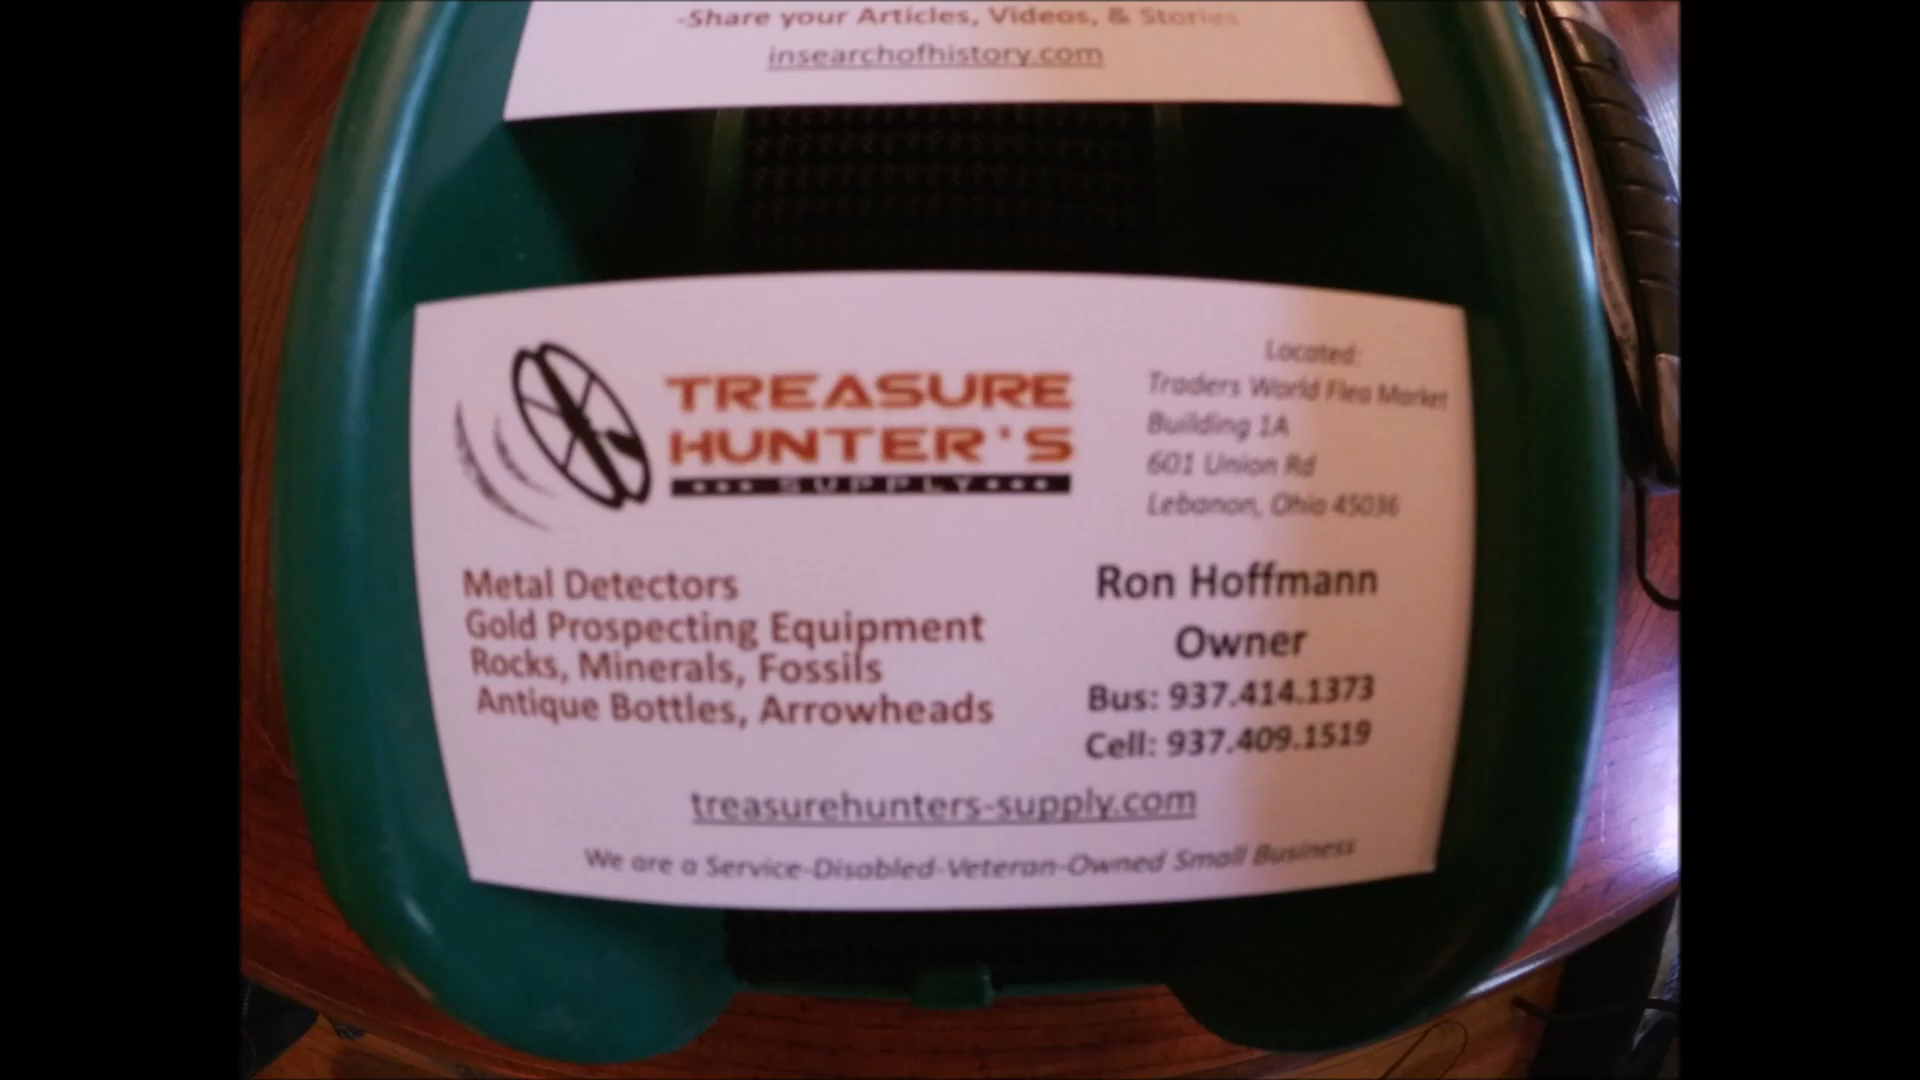 -Share your Articles, Videos, & Stories
insearchofhistory.com
TREASURE
HUNTER'S
SUPPLY
Located:
Traders World Flea Market
Building 1A
601 Union Rd
Lebanon, Ohio 45036
Metal Detectors
Gold Prospecting Equipment
Rocks, Minerals, Fossils
Antique Bottles, Arrowheads
Ron Hoffmann
Owner
Bus: 937.414.1373
Cell: 937.409.1519
treasurehunters-supply.com
We are a Service-Disabled-Veteran-Owned Small Business